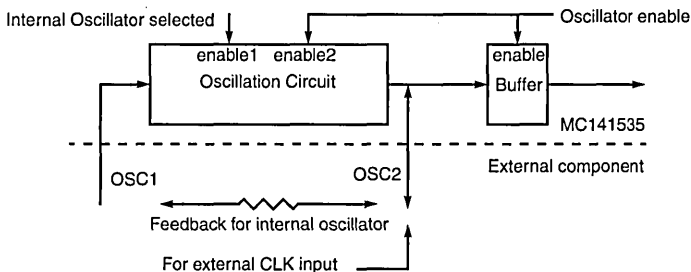 Internal Oscillator selected
Oscillator enable
enable1 enable2
enable
Oscillation Circuit
Buffer
MC141535
External component
OSC1
OSC2
Feedback for internal oscillator
For external CLK input